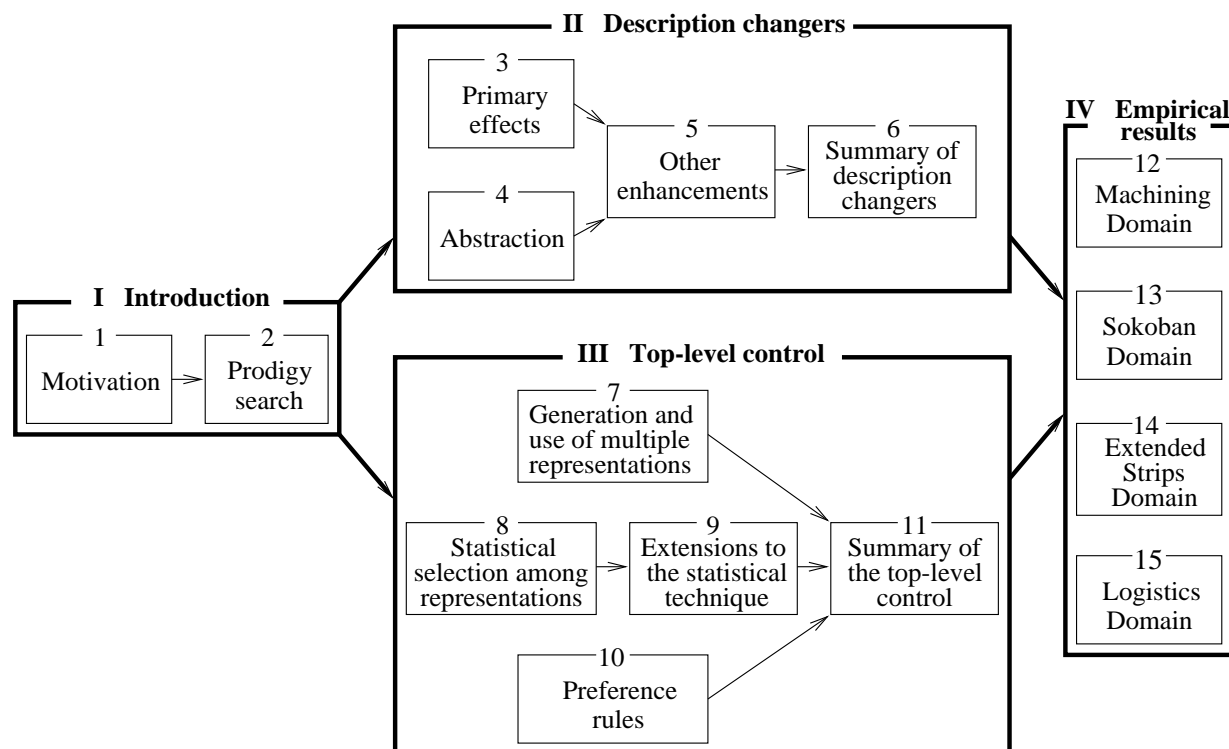 II Description changers
3
Primary
effects
4
Abstraction
5
Other
enhancements
6
Summary of
description
changers
I Introduction
1
Motivation
2
Prodigy
search
III Top-level control
7
Generation and
use of multiple
representations
8
Statistical
selection among
representations
9
Extensions to
the statistical
technique
10
Preference
rules
11
Summary of
the top-level
control
IV Empirical
results
12
Machining
Domain
13
Sokoban
Domain
14
Extended
Strips
Domain
15
Logistics
Domain